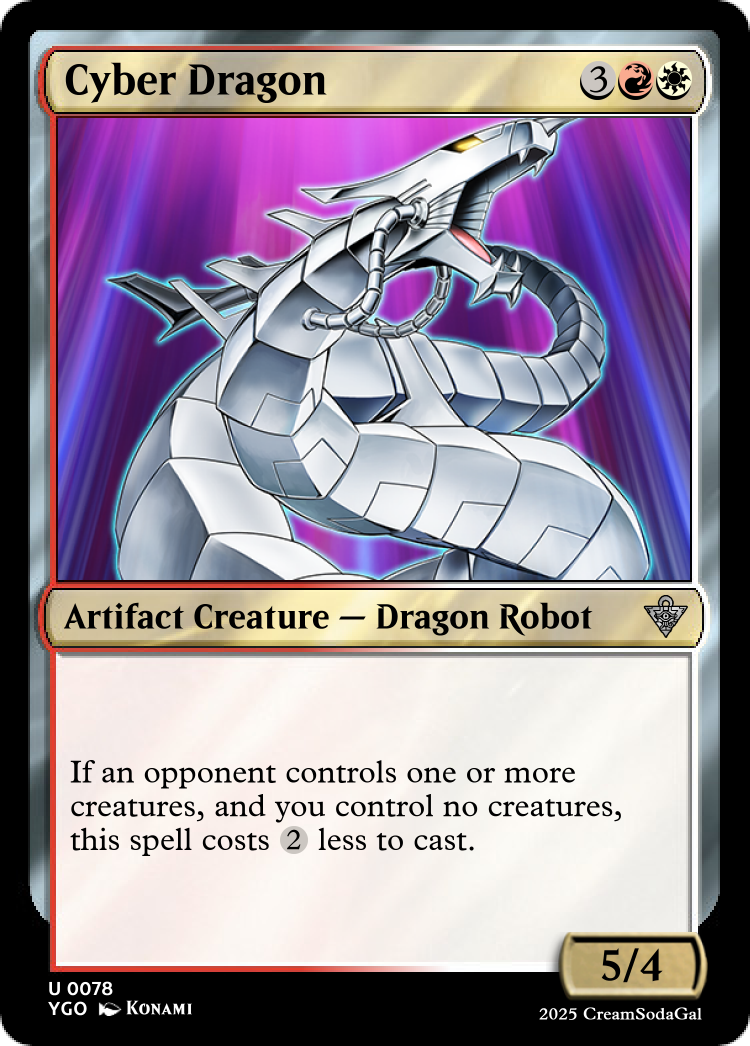 Cyber Dragon 3
Artifact Creature — Dragon Robot
If an opponent controls one or more
creatures, and you control no creatures,
this spell costs 2 less to cast.
5/4
U 0078
YGO KONAMI
2025 CreamSodaGal